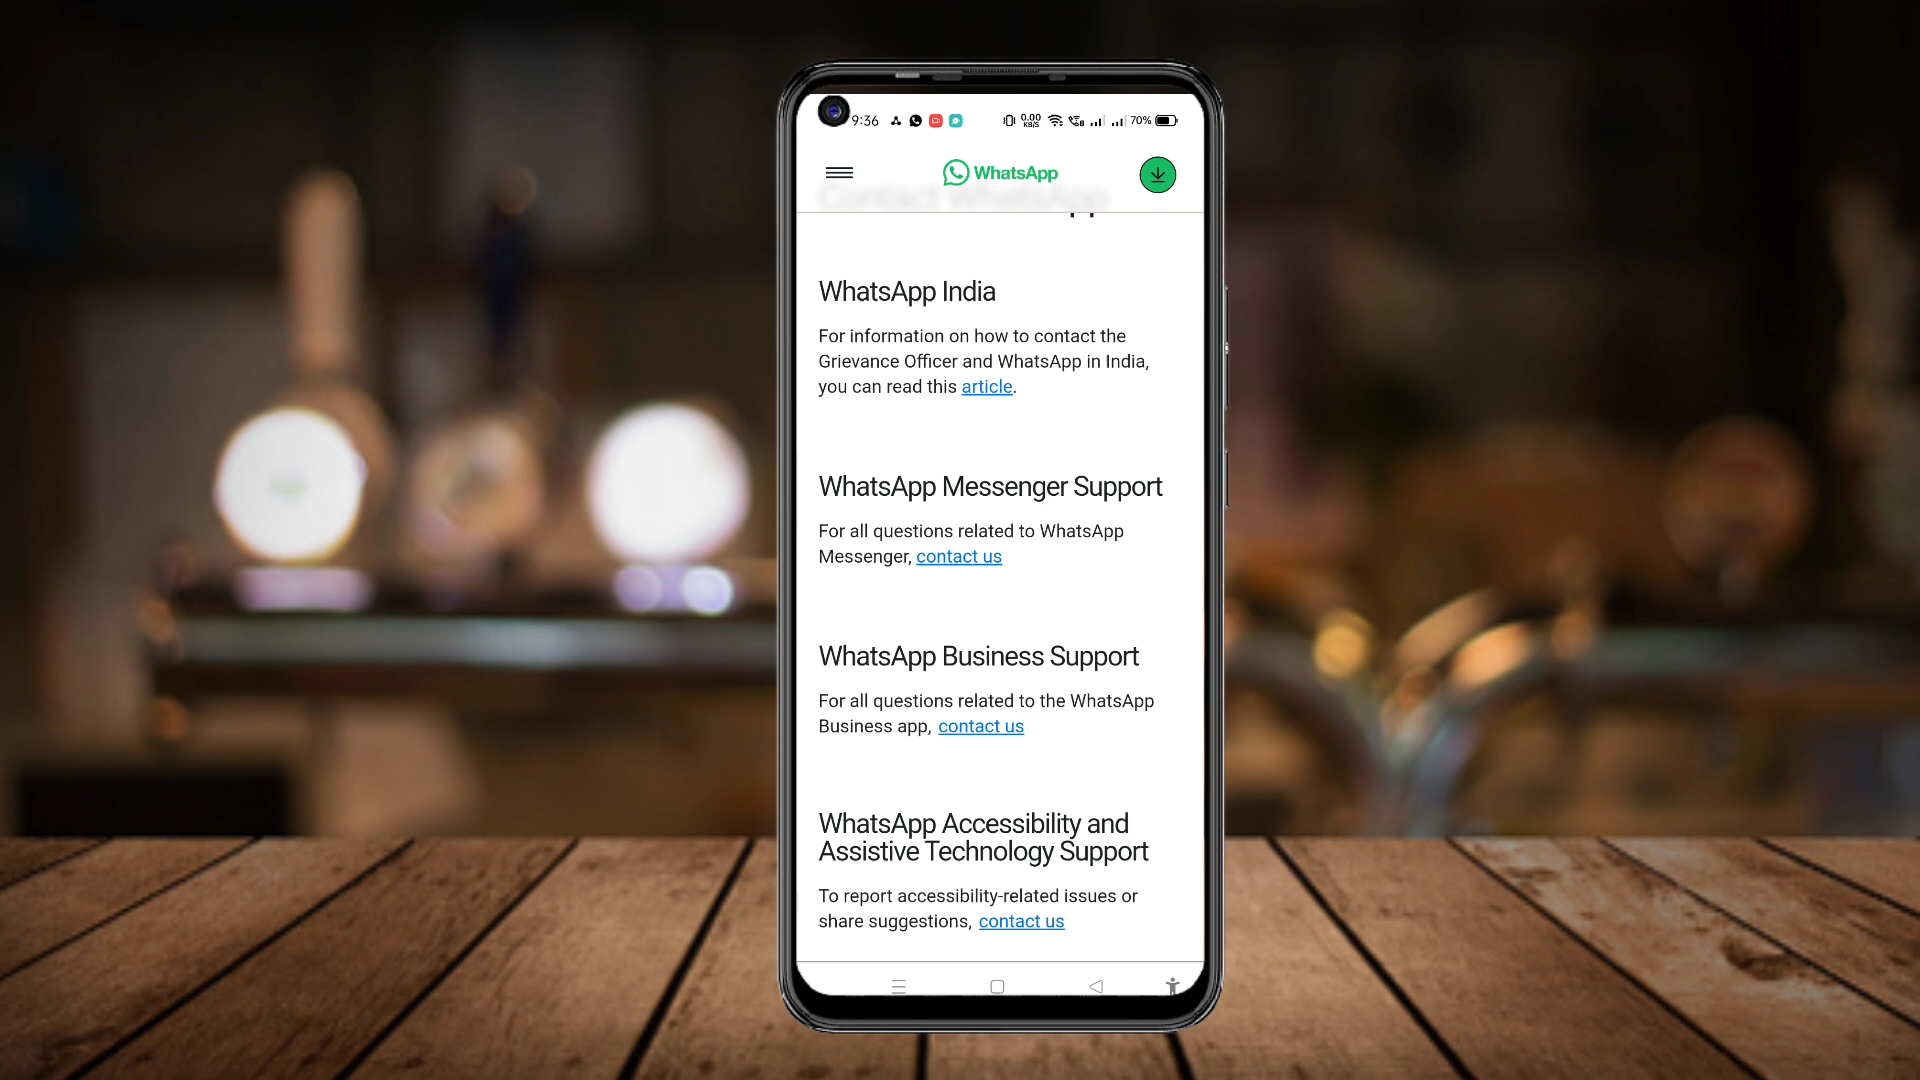 9:36
0.00
KB/S
70%
WhatsApp
Contact WhatsApp
WhatsApp India
For information on how to contact the
Grievance Officer and WhatsApp in India,
you can read this article.
WhatsApp Messenger Support
For all questions related to WhatsApp
Messenger, contact us
WhatsApp Business Support
For all questions related to the WhatsApp
Business app, contact us
WhatsApp Accessibility and
Assistive Technology Support
To report accessibility-related issues or
share suggestions, contact us